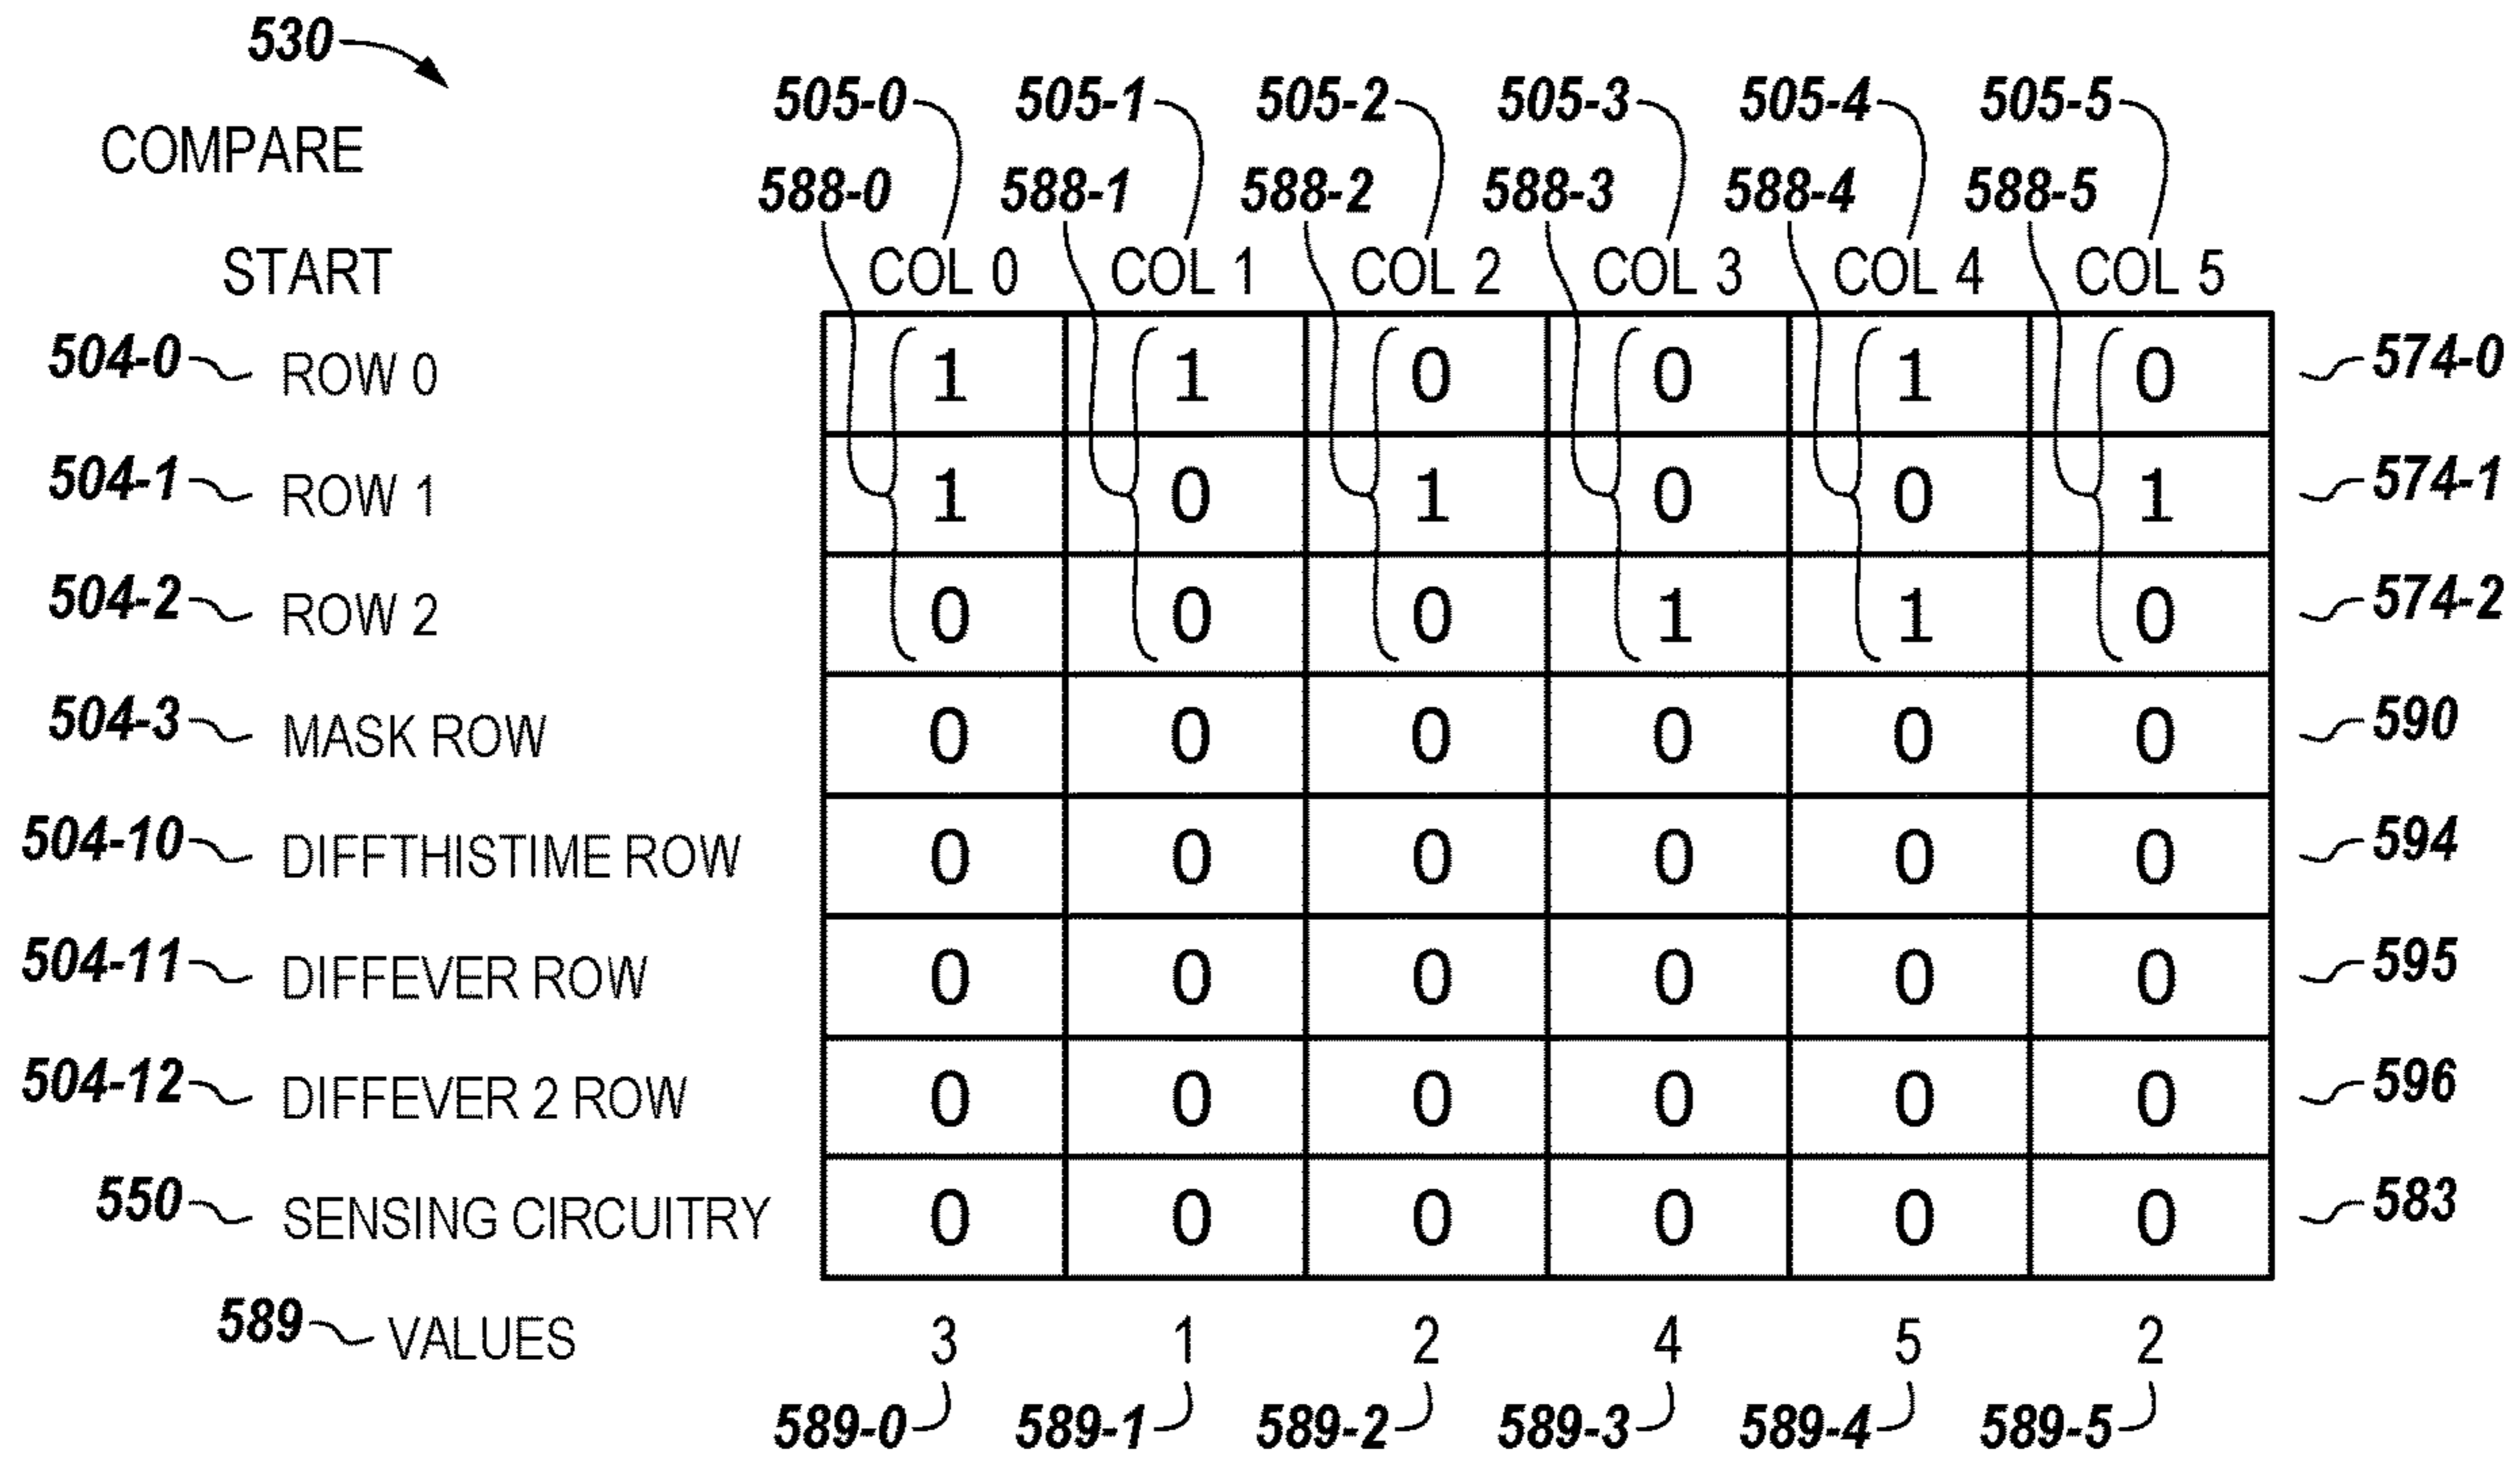 530
505-0 505-1 505-2 505-3 505-4 505-5
COMPARE
588-0 588-1 588-2 588-3 588-4 588-5
START COL 0 COL 1 COL 2 COL 3 COL 4 COL 5
504-0 ROW 0 1 1 0 0 1 0 574-0
504-1 ROW 1 1 0 1 0 0 1 574-1
504-2 ROW 2 0 0 0 1 1 0 574-2
504-3 MASK ROW 0 0 0 0 0 0 590
504-10 DIFFTHISTIME ROW 0 0 0 0 0 0 594
504-11 DIFFEVER ROW 0 0 0 0 0 0 595
504-12 DIFFEVER 2 ROW 0 0 0 0 0 0 596
550 SENSING CIRCUITRY 0 0 0 0 0 0 583
589 VALUES 3 1 2 4 5 2
589-0 589-1 589-2 589-3 589-4 589-5